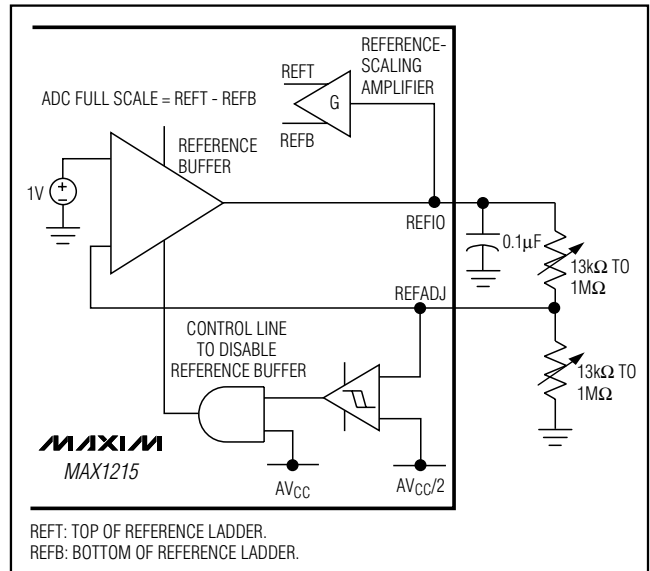 REFERENCE-
SCALING
AMPLIFIER
REFT
G
REFB
ADC FULL SCALE = REFT - REFB
REFERENCE
BUFFER
1V
+
−
REFIO
0.1µF
13kΩ TO
1MΩ
REFADJ
CONTROL LINE
TO DISABLE
REFERENCE BUFFER
13kΩ TO
1MΩ
MAXIM
MAX1215
AVCC
AVCC/2
REFT: TOP OF REFERENCE LADDER.
REFB: BOTTOM OF REFERENCE LADDER.